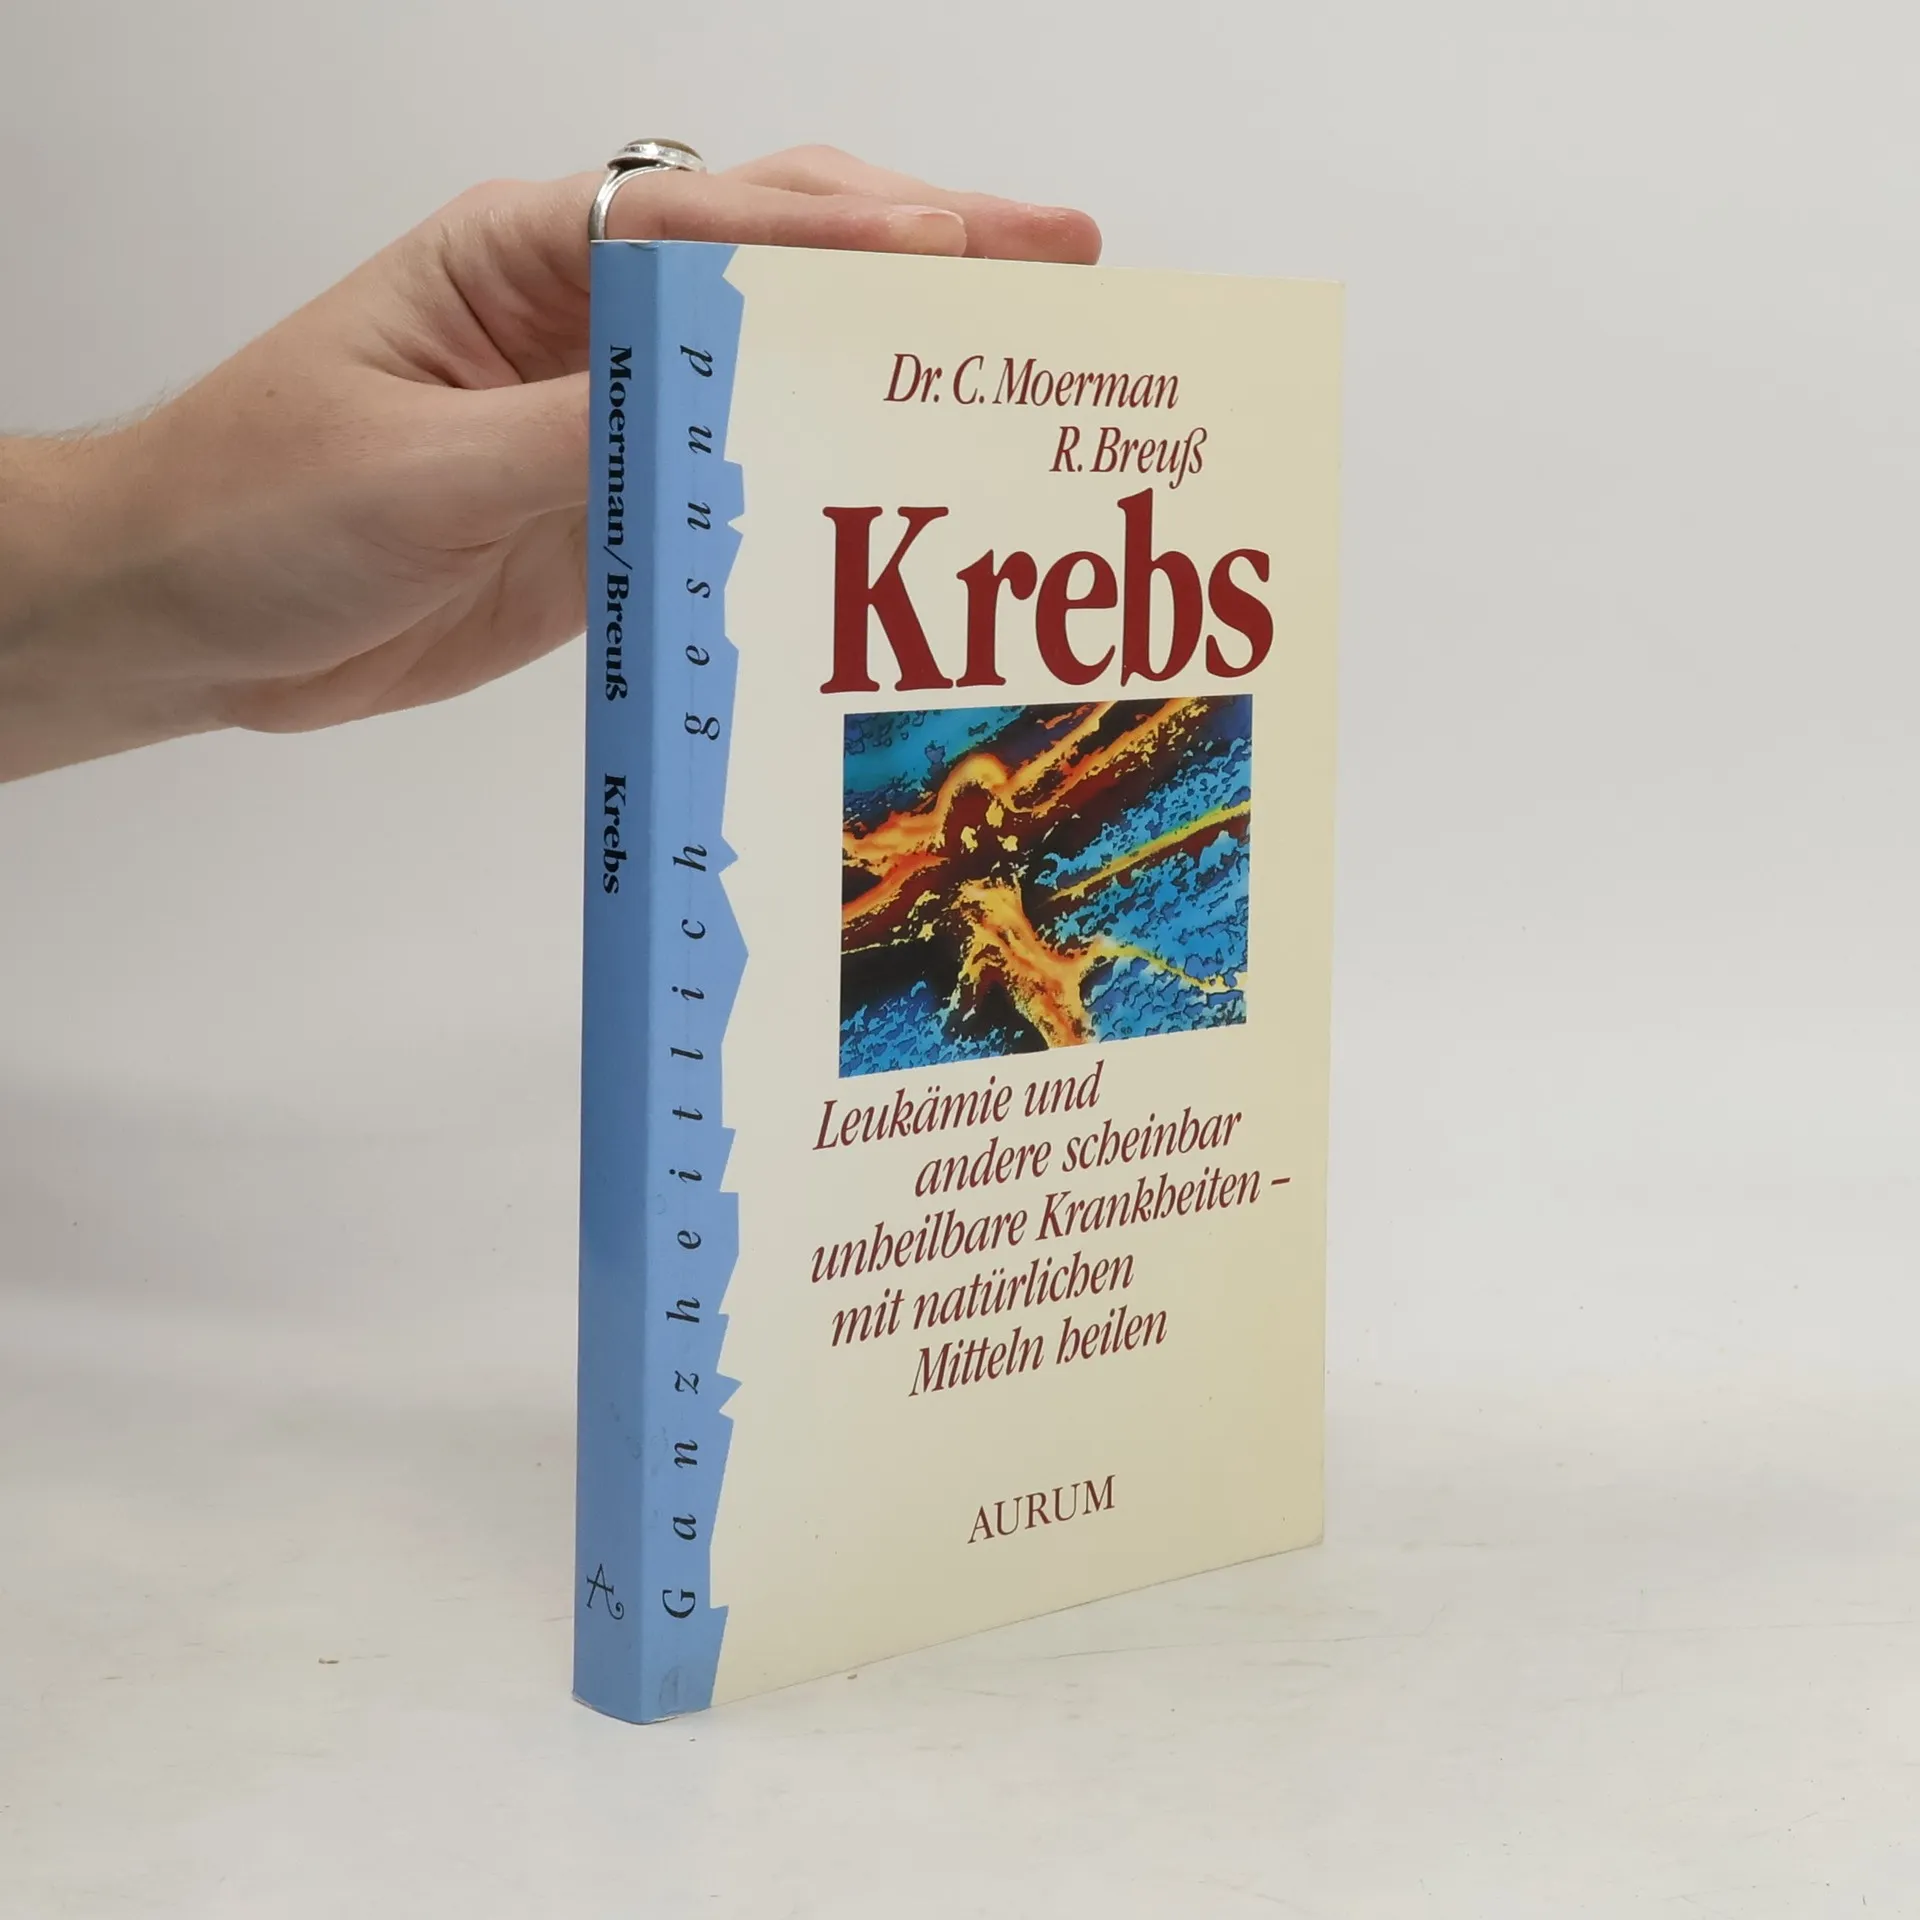 Moerman/Breuß Krebs
Ganzheitlich gesund
Dr. C. Moerman
R. Breuß
Krebs
Leukämie und
andere scheinbar
unheilbare Krankheiten –
mit natürlichen
Mitteln heilen
AURUM